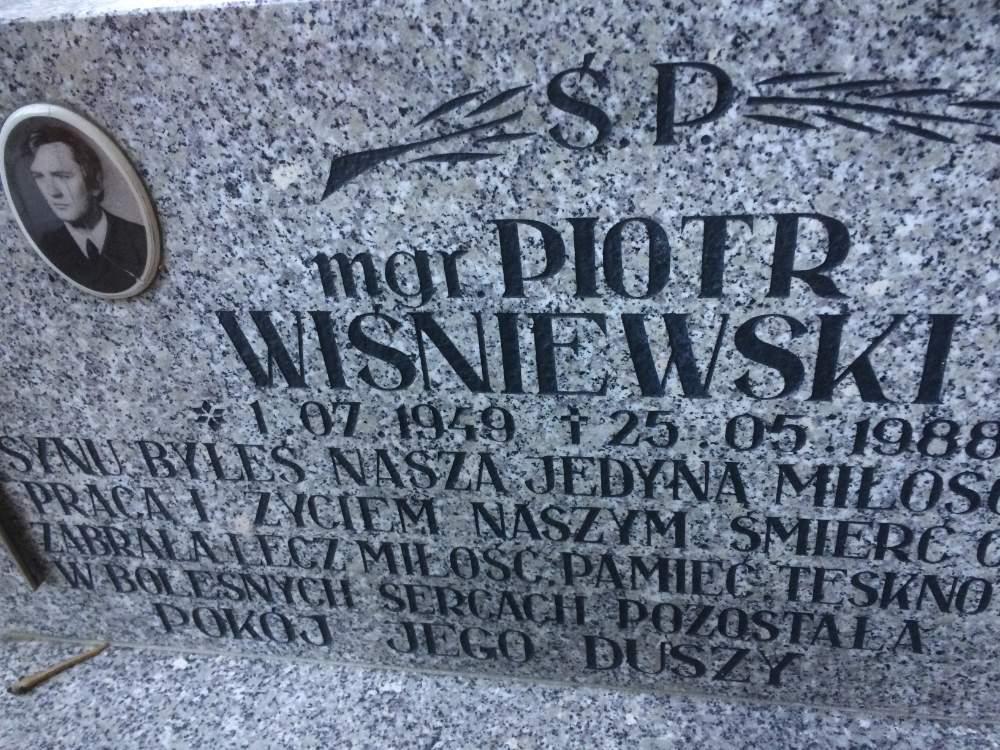 Ś.P.
mgr. PIOTR
WIŚNIEWSKI
* 1.07 1949 † 25.05.1988
SYNU BYŁEŚ NASZĄ JEDYNĄ MIŁOŚC
PRACĄ I ŻYCIEM NASZYM ŚMIERĆ C
ZABRAŁA LECZ MIŁOŚĆ, PAMIĘĆ, TĘSKNO
W BOLESNYCH SERCACH POZOSTAŁA
POKÓJ JEGO DUSZY